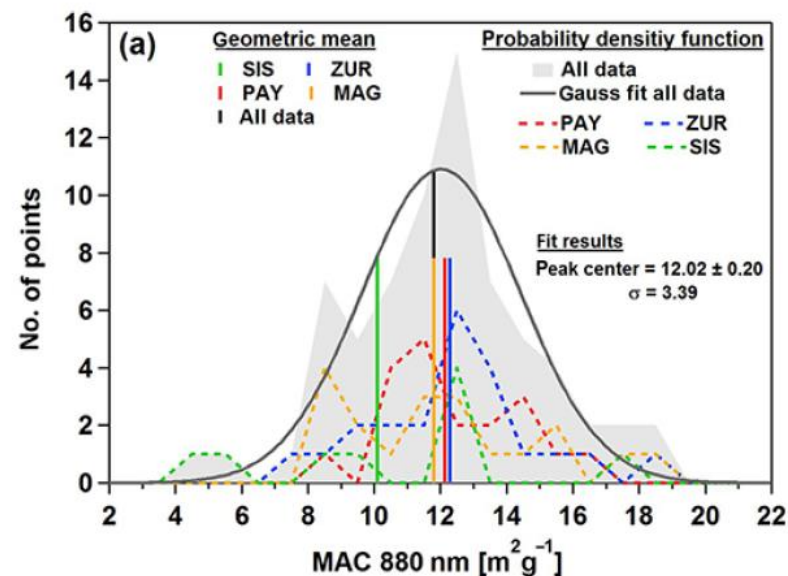 (a)
Geometric mean
SIS ZUR
PAY MAG
All data
Probability densitiy function
All data
Gauss fit all data
PAY ZUR
MAG SIS
Fit results
Peak center = 12.02 ± 0.20
σ = 3.39
No. of points
16
14
12
10
8
6
4
2
0
2 4 6 8 10 12 14 16 18 20 22
MAC 880 nm [m²g⁻¹]